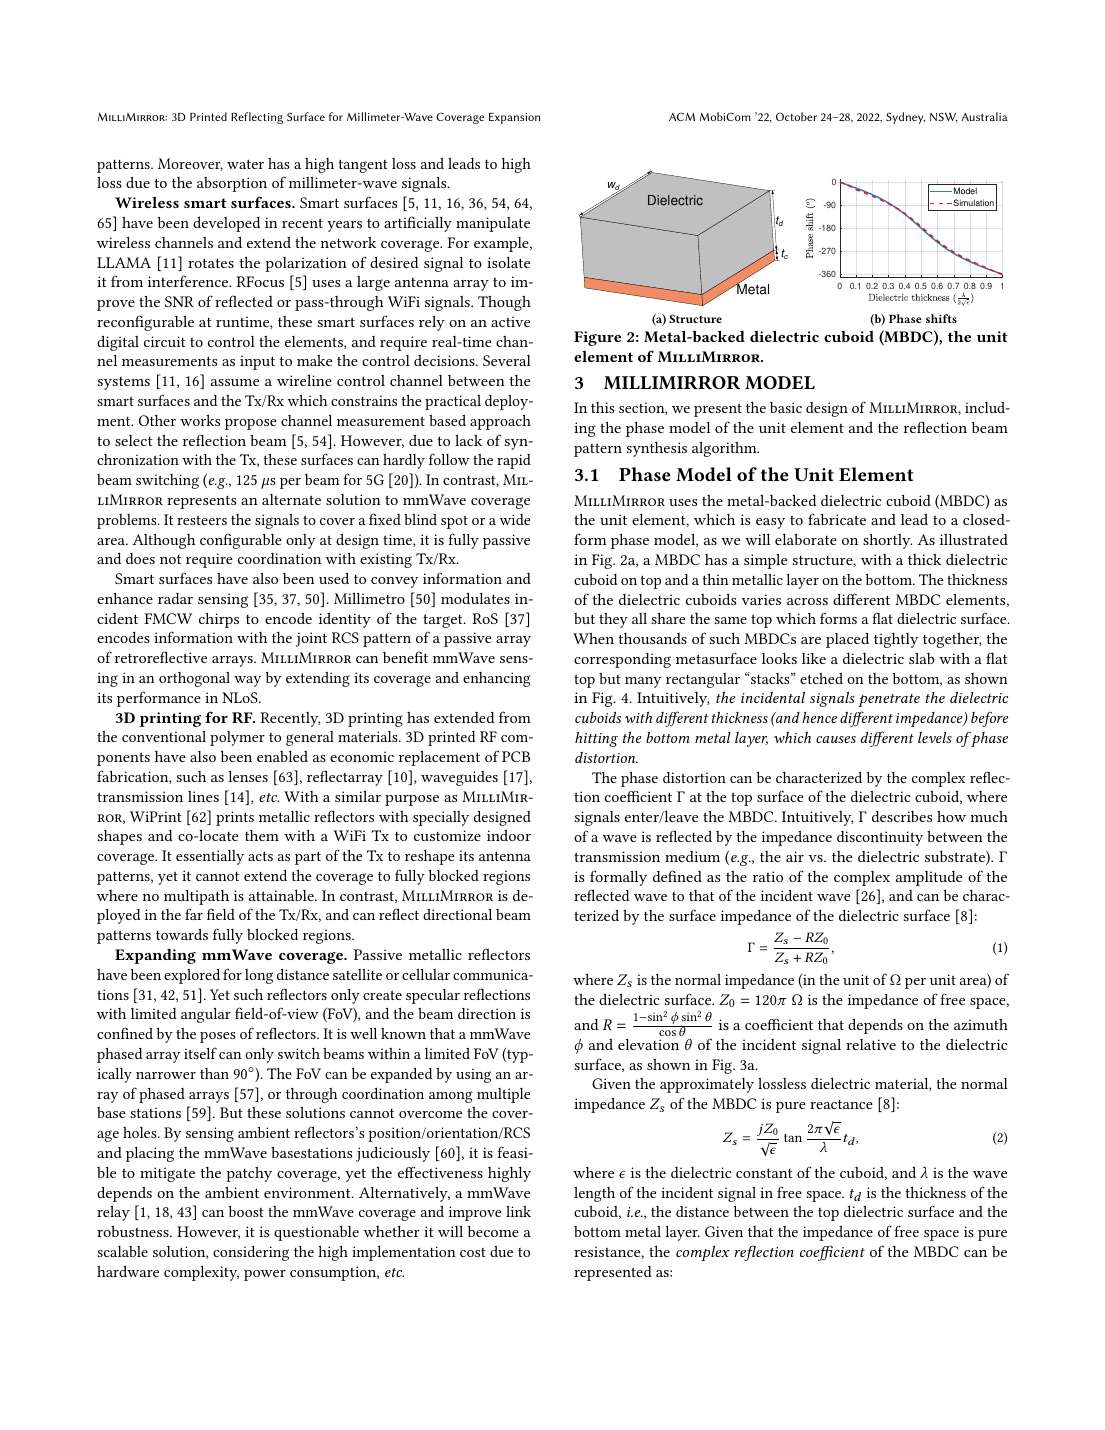 MILLIMIRROR: 3D Printed Reflecting Surface for Millimeter-Wave Coverage Expansion
ACM MobiCom '22, October 24–28, 2022, Sydney, NSW, Australia
patterns. Moreover, water has a high tangent loss and leads to high
loss due to the absorption of millimeter-wave signals.
Wireless smart surfaces. Smart surfaces [5, 11, 16, 36, 54, 64,
65] have been developed in recent years to artificially manipulate
wireless channels and extend the network coverage. For example,
LLAMA [11] rotates the polarization of desired signal to isolate
it from interference. RFocus [5] uses a large antenna array to im-
prove the SNR of reflected or pass-through WiFi signals. Though
reconfigurable at runtime, these smart surfaces rely on an active
digital circuit to control the elements, and require real-time chan-
nel measurements as input to make the control decisions. Several
systems [11, 16] assume a wireline control channel between the
smart surfaces and the Tx/Rx which constrains the practical deploy-
ment. Other works propose channel measurement based approach
to select the reflection beam [5, 54]. However, due to lack of syn-
chronization with the Tx, these surfaces can hardly follow the rapid
beam switching (e.g., 125 μs per beam for 5G [20]). In contrast, MIL-
LIMIRROR represents an alternate solution to mmWave coverage
problems. It resteers the signals to cover a fixed blind spot or a wide
area. Although configurable only at design time, it is fully passive
and does not require coordination with existing Tx/Rx.
Smart surfaces have also been used to convey information and
enhance radar sensing [35, 37, 50]. Millimetro [50] modulates in-
cident FMCW chirps to encode identity of the target. RoS [37]
encodes information with the joint RCS pattern of a passive array
of retroreflective arrays. MILLIMIRROR can benefit mmWave sens-
ing in an orthogonal way by extending its coverage and enhancing
its performance in NLoS.
3D printing for RF. Recently, 3D printing has extended from
the conventional polymer to general materials. 3D printed RF com-
ponents have also been enabled as economic replacement of PCB
fabrication, such as lenses [63], reflectarray [10], waveguides [17],
transmission lines [14], etc. With a similar purpose as MILLIMIR-
ROR, WiPrint [62] prints metallic reflectors with specially designed
shapes and co-locate them with a WiFi Tx to customize indoor
coverage. It essentially acts as part of the Tx to reshape its antenna
patterns, yet it cannot extend the coverage to fully blocked regions
where no multipath is attainable. In contrast, MILLIMIRROR is de-
ployed in the far field of the Tx/Rx, and can reflect directional beam
patterns towards fully blocked regions.
Expanding mmWave coverage. Passive metallic reflectors
have been explored for long distance satellite or cellular communica-
tions [31, 42, 51]. Yet such reflectors only create specular reflections
with limited angular field-of-view (FoV), and the beam direction is
confined by the poses of reflectors. It is well known that a mmWave
phased array itself can only switch beams within a limited FoV (typ-
ically narrower than 90°). The FoV can be expanded by using an ar-
ray of phased arrays [57], or through coordination among multiple
base stations [59]. But these solutions cannot overcome the cover-
age holes. By sensing ambient reflectors's position/orientation/RCS
and placing the mmWave basestations judiciously [60], it is feasi-
ble to mitigate the patchy coverage, yet the effectiveness highly
depends on the ambient environment. Alternatively, a mmWave
relay [1, 18, 43] can boost the mmWave coverage and improve link
robustness. However, it is questionable whether it will become a
scalable solution, considering the high implementation cost due to
hardware complexity, power consumption, etc.
w_d
Dielectric
t_d
t_c
Metal
(a) Structure
Phase shift (°)
0
-90
-180
-270
-360
Model
Simulation
0 0.1 0.2 0.3 0.4 0.5 0.6 0.7 0.8 0.9 1
Dielectric thickness (λ/2√ε)
(b) Phase shifts
Figure 2: Metal-backed dielectric cuboid (MBDC), the unit
element of MILLIMIRROR.
3 MILLIMIRROR MODEL
In this section, we present the basic design of MILLIMIRROR, includ-
ing the phase model of the unit element and the reflection beam
pattern synthesis algorithm.
3.1 Phase Model of the Unit Element
MILLIMIRROR uses the metal-backed dielectric cuboid (MBDC) as
the unit element, which is easy to fabricate and lead to a closed-
form phase model, as we will elaborate on shortly. As illustrated
in Fig. 2a, a MBDC has a simple structure, with a thick dielectric
cuboid on top and a thin metallic layer on the bottom. The thickness
of the dielectric cuboids varies across different MBDC elements,
but they all share the same top which forms a flat dielectric surface.
When thousands of such MBDCs are placed tightly together, the
corresponding metasurface looks like a dielectric slab with a flat
top but many rectangular “stacks” etched on the bottom, as shown
in Fig. 4. Intuitively, the incidental signals penetrate the dielectric
cuboids with different thickness (and hence different impedance) before
hitting the bottom metal layer, which causes different levels of phase
distortion.
The phase distortion can be characterized by the complex reflec-
tion coefficient Γ at the top surface of the dielectric cuboid, where
signals enter/leave the MBDC. Intuitively, Γ describes how much
of a wave is reflected by the impedance discontinuity between the
transmission medium (e.g., the air vs. the dielectric substrate). Γ
is formally defined as the ratio of the complex amplitude of the
reflected wave to that of the incident wave [26], and can be charac-
terized by the surface impedance of the dielectric surface [8]:
Γ = (Z_s − RZ_0)/(Z_s + RZ_0), (1)
where Z_s is the normal impedance (in the unit of Ω per unit area) of
the dielectric surface. Z_0 = 120π Ω is the impedance of free space,
and R = (1−sin² ϕ sin² θ)/(cos θ) is a coefficient that depends on the azimuth
ϕ and elevation θ of the incident signal relative to the dielectric
surface, as shown in Fig. 3a.
Given the approximately lossless dielectric material, the normal
impedance Z_s of the MBDC is pure reactance [8]:
Z_s = (jZ_0)/(√ϵ) tan (2π√ϵ)/(λ) t_d, (2)
where ϵ is the dielectric constant of the cuboid, and λ is the wave
length of the incident signal in free space. t_d is the thickness of the
cuboid, i.e., the distance between the top dielectric surface and the
bottom metal layer. Given that the impedance of free space is pure
resistance, the complex reflection coefficient of the MBDC can be
represented as: